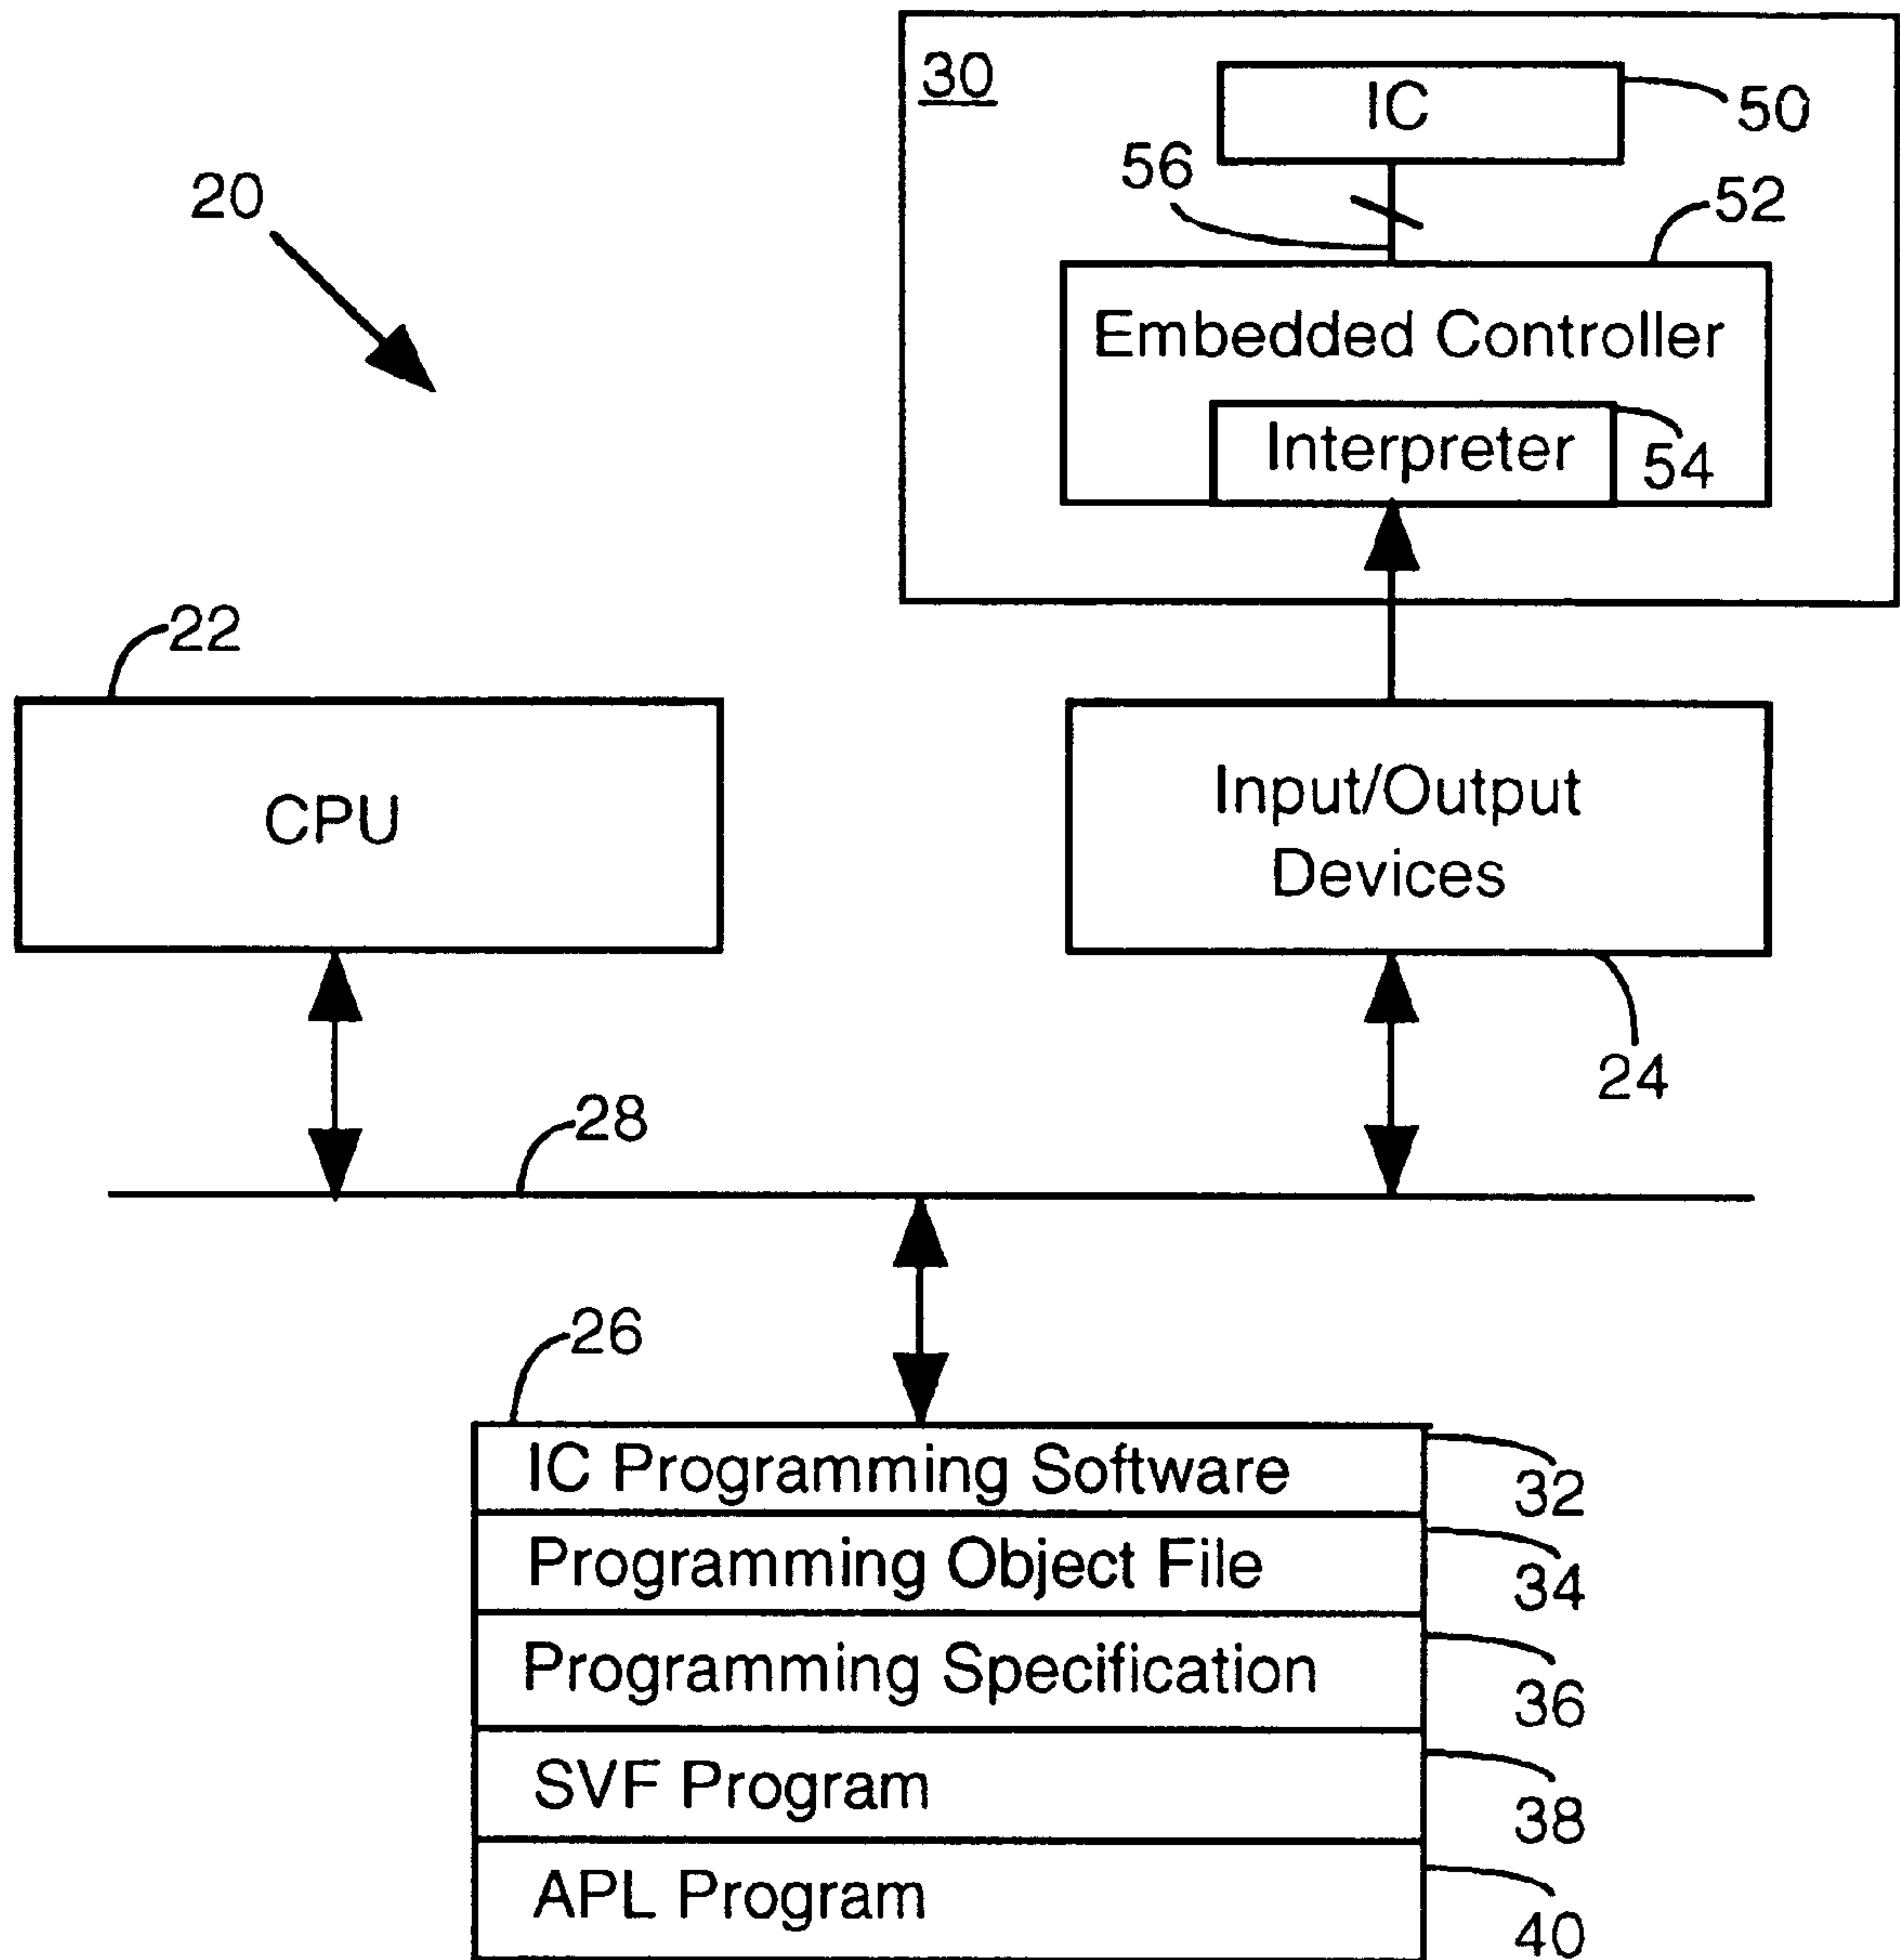 30
IC
50
56
20
52
Embedded Controller
Interpreter
54
22
CPU
Input/Output
Devices
24
28
26
IC Programming Software
32
Programming Object File
34
Programming Specification
36
SVF Program
38
APL Program
40